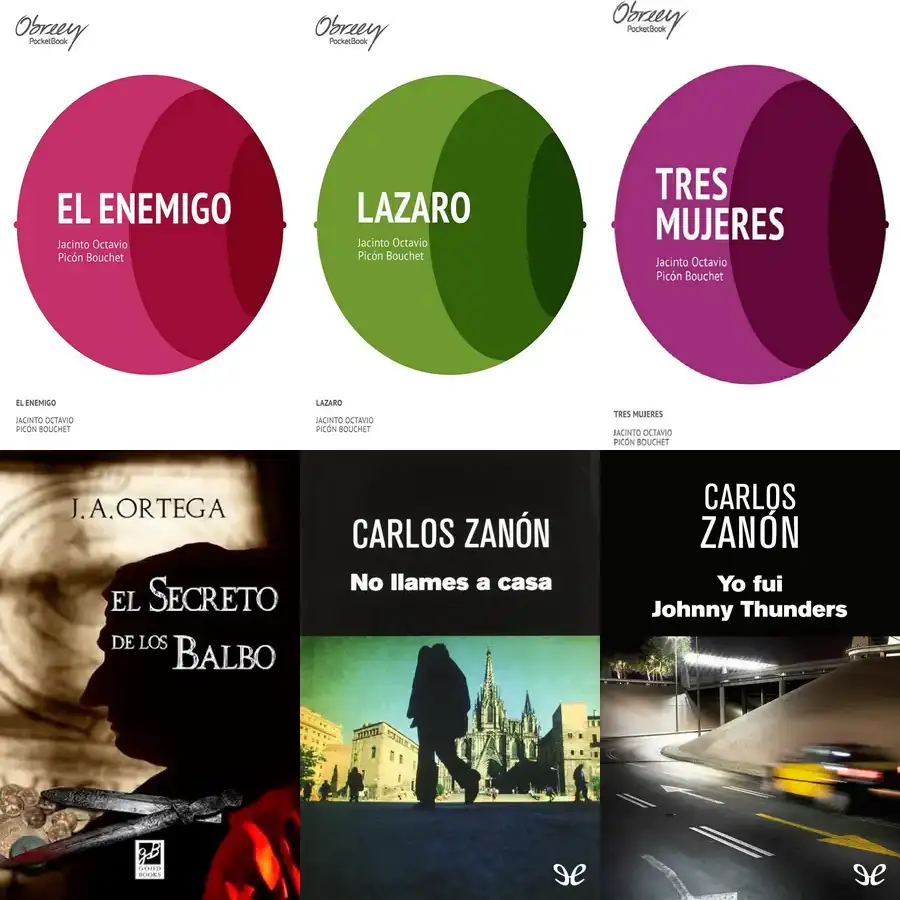 Obreey
PocketBook
EL ENEMIGO
Jacinto Octavio
Picón Bouchet
EL ENEMIGO
JACINTO OCTAVIO
PICÓN BOUCHET
Obreey
PocketBook
LAZARO
Jacinto Octavio
Picón Bouchet
LAZARO
JACINTO OCTAVIO
PICÓN BOUCHET
Obreey
PocketBook
TRES
MUJERES
Jacinto Octavio
Picón Bouchet
TRES MUJERES
JACINTO OCTAVIO
PICÓN BOUCHET
J.A.ORTEGA
EL SECRETO
DE LOS BALBO
GOOD
BOOKS
CARLOS ZANÓN
No llames a casa
CARLOS
ZANÓN
Yo fui
Johnny Thunders